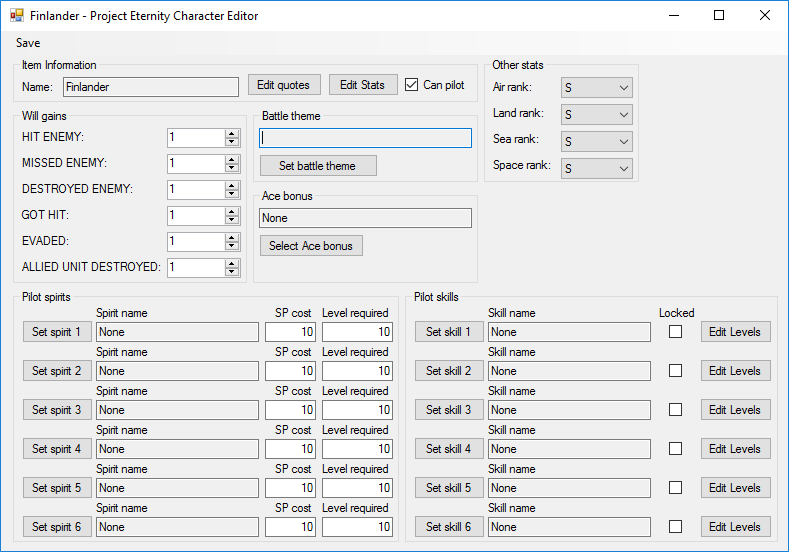 Finlander - Project Eternity Character Editor
Save
Item Information
Name: Finlander Edit quotes Edit Stats Can pilot
Other stats
Air rank: S
Land rank: S
Sea rank: S
Space rank: S
Will gains
HIT ENEMY: 1
MISSED ENEMY: 1
DESTROYED ENEMY: 1
GOT HIT: 1
EVADED: 1
ALLIED UNIT DESTROYED: 1
Battle theme
Set battle theme
Ace bonus
None
Select Ace bonus
Pilot spirits
Spirit name SP cost Level required
Set spirit 1 None 10 10
Spirit name SP cost Level required
Set spirit 2 None 10 10
Spirit name SP cost Level required
Set spirit 3 None 10 10
Spirit name SP cost Level required
Set spirit 4 None 10 10
Spirit name SP cost Level required
Set spirit 5 None 10 10
Spirit name SP cost Level required
Set spirit 6 None 10 10
Pilot skills
Skill name Locked
Set skill 1 None Edit Levels
Skill name
Set skill 2 None Edit Levels
Skill name
Set skill 3 None Edit Levels
Skill name
Set skill 4 None Edit Levels
Skill name
Set skill 5 None Edit Levels
Skill name
Set skill 6 None Edit Levels